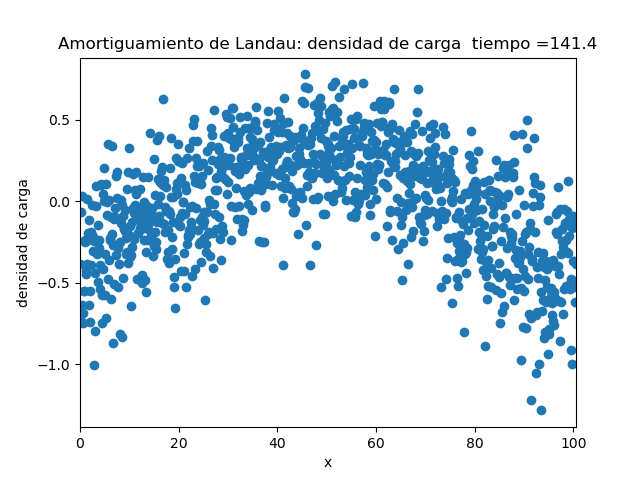 Amortiguamiento de Landau: densidad de carga  tiempo =141.4
densidad de carga
0.5
0.0
−0.5
−1.0
0 20 40 60 80 100
x